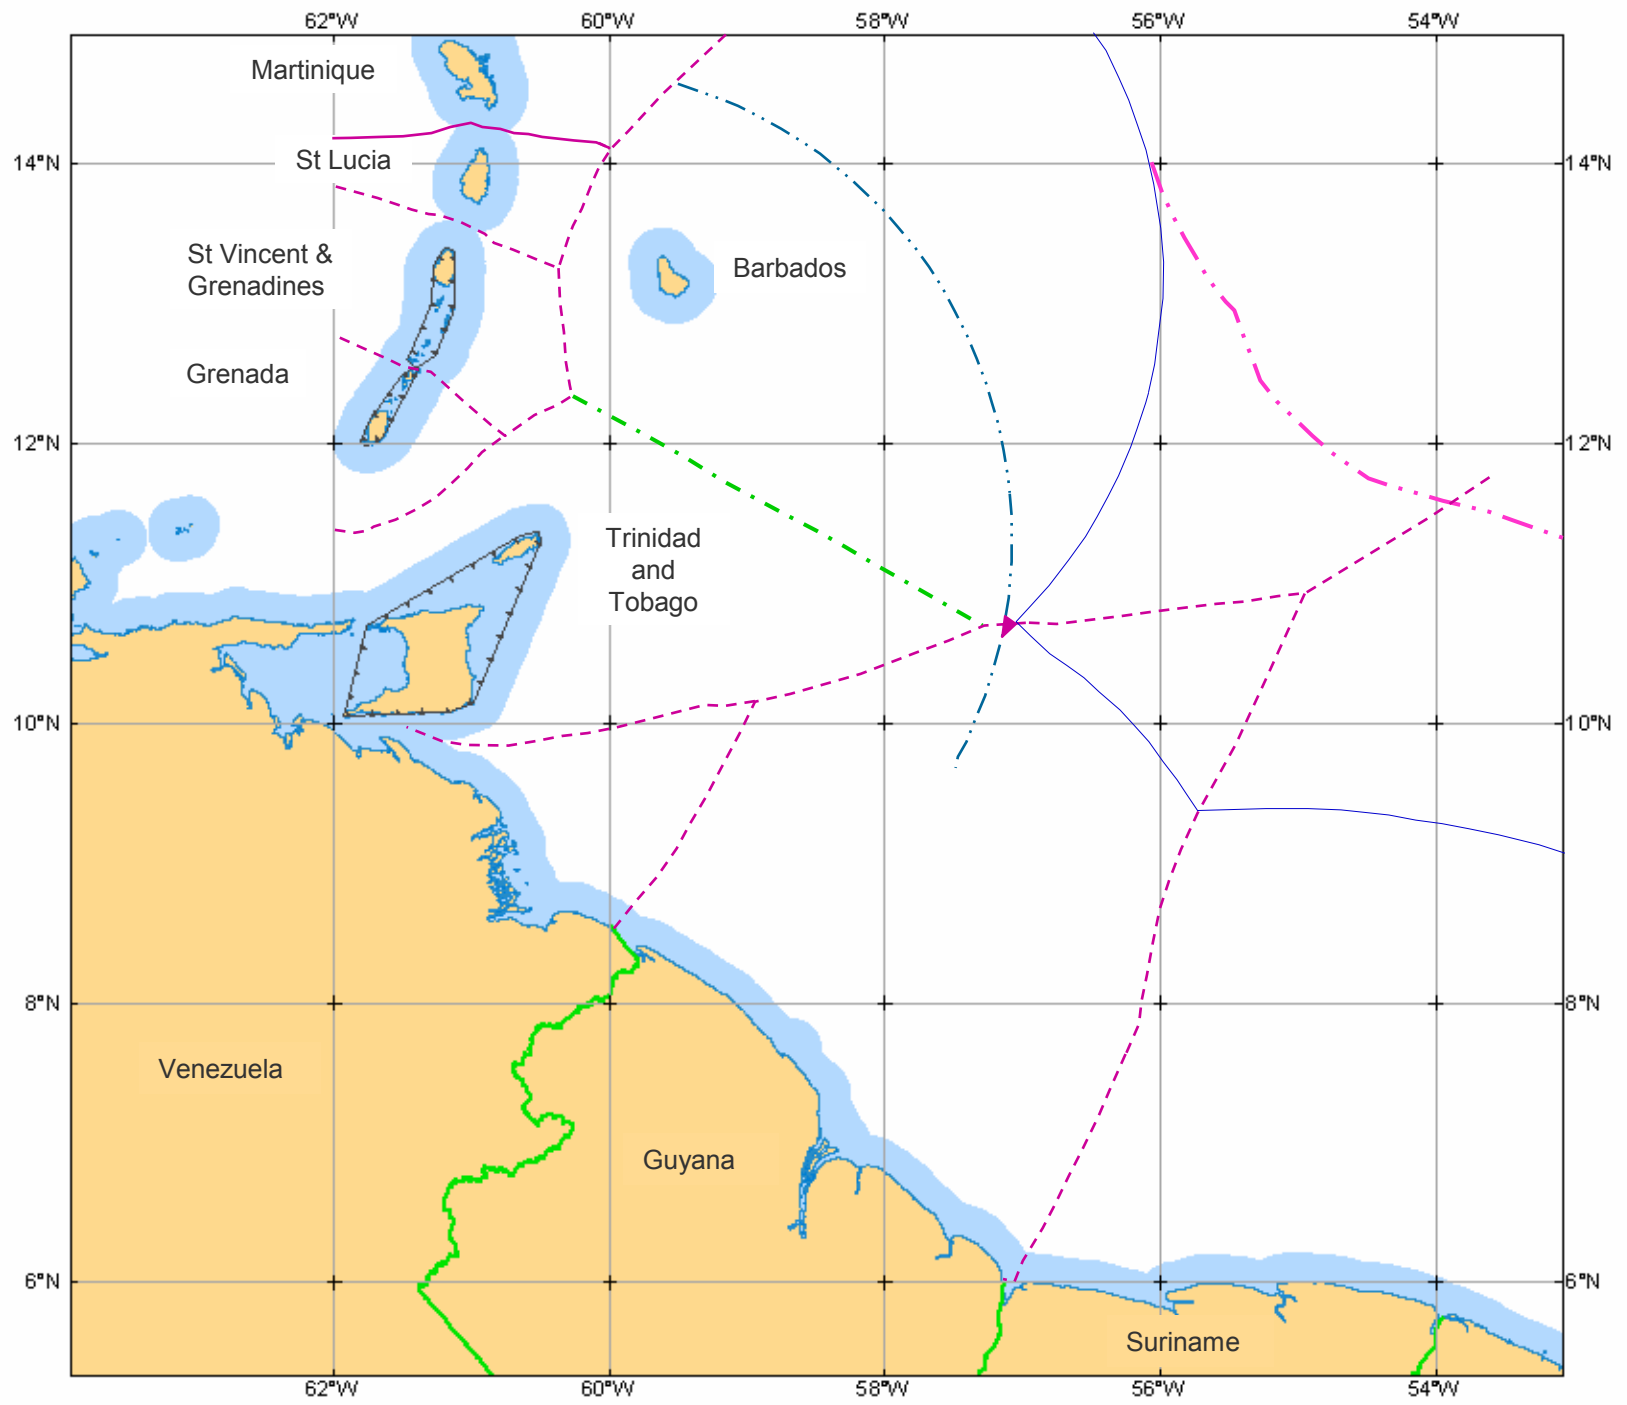 62°W 60°W 58°W 56°W 54°W
Martinique
14°N St Lucia 14°N
St Vincent &
Grenadines
Barbados
Grenada
12°N 12°N
Trinidad
and
Tobago
10°N 10°N
8°N 8°N
Venezuela
Guyana
6°N 6°N
Suriname
62°W 60°W 58°W 56°W 54°W